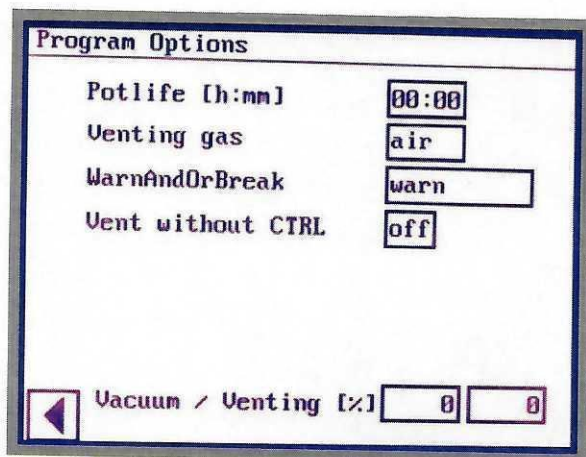 Program Options
Potlife [h:mm] 00:00
Venting gas air
WarnAndOrBreak warn
Vent without CTRL off
Vacuum / Venting [%] 0 0